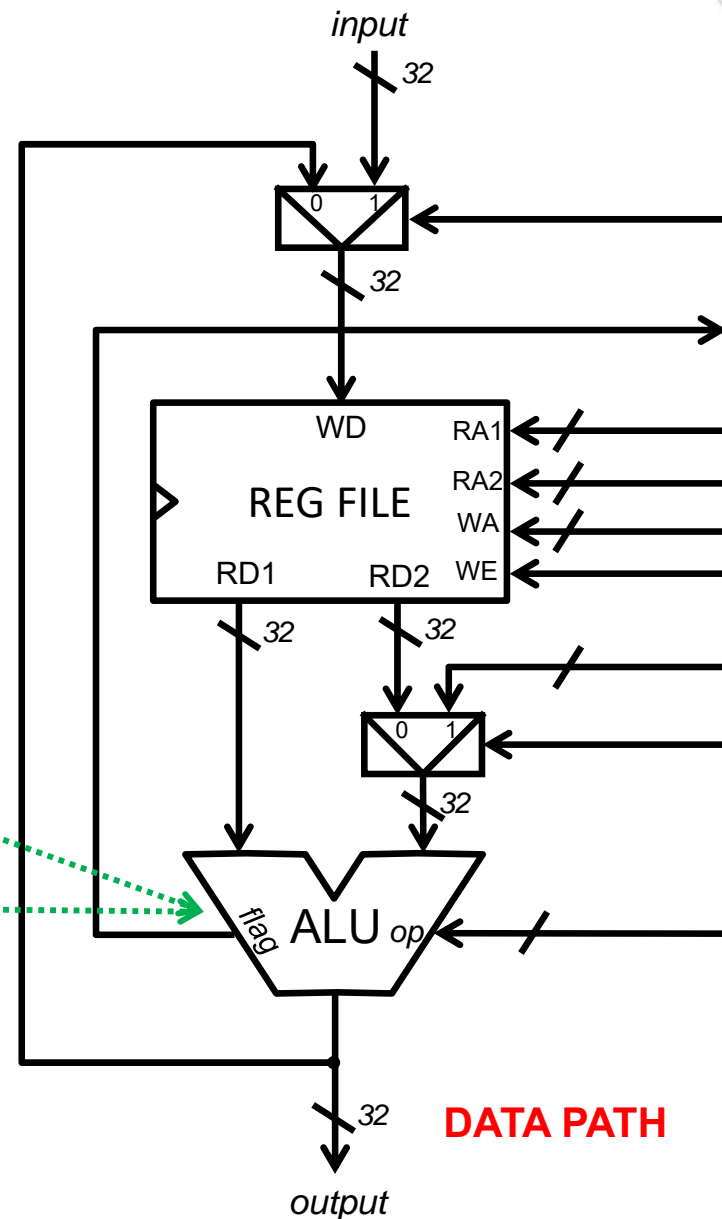 input
32
0 1
32
WD
RA1
RA2
REG FILE
WA
RD1 RD2 WE
32 32
0 1
32
flag ALU op
32
DATA PATH
output